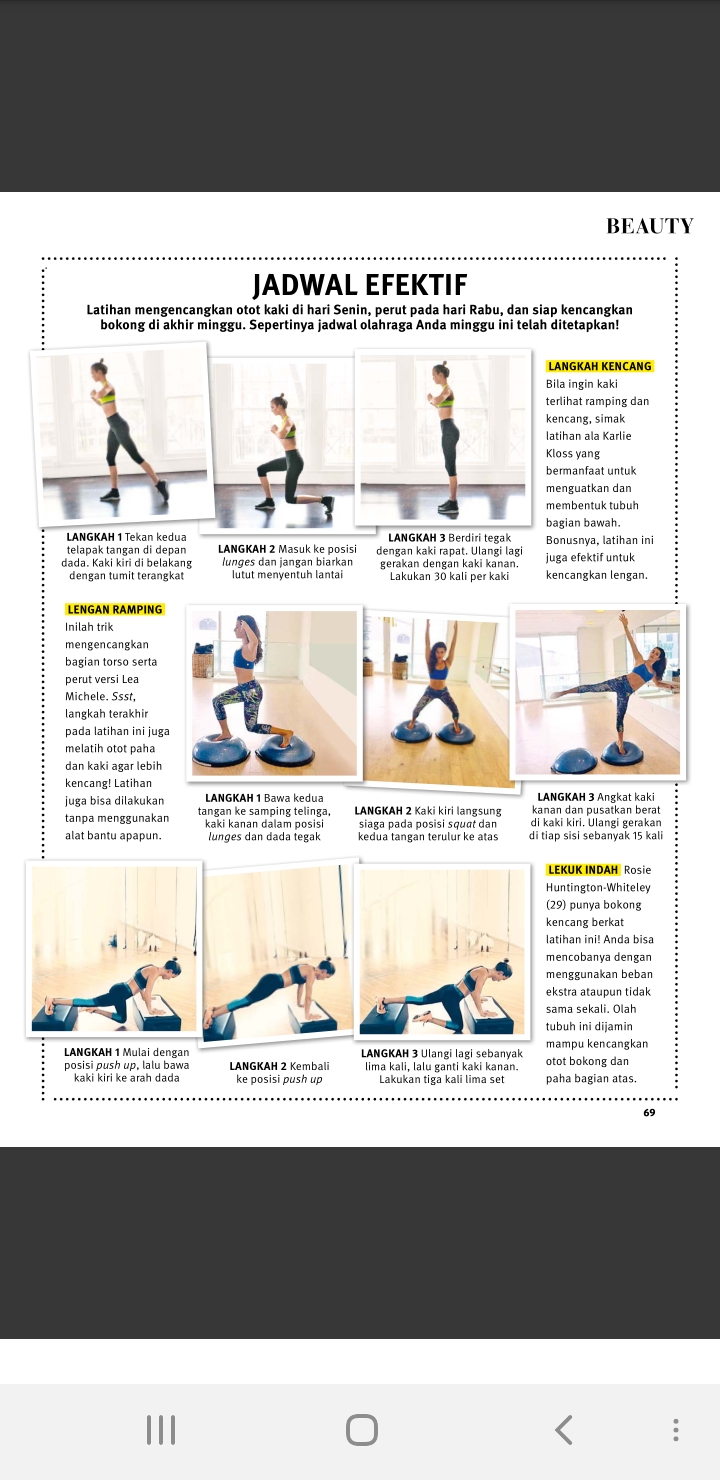 BEAUTY
JADWAL EFEKTIF
Latihan mengencangkan otot kaki di hari Senin, perut pada hari Rabu, dan siap kencangkan
bokong di akhir minggu. Sepertinya jadwal olahraga Anda minggu ini telah ditetapkan!
LANGKAH 1 Tekan kedua
telapak tangan di depan
dada. Kaki kiri di belakang
dengan tumit terangkat
LANGKAH 2 Masuk ke posisi
lunges dan jangan biarkan
lutut menyentuh lantai
LANGKAH 3 Berdiri tegak
dengan kaki rapat. Ulangi lagi
gerakan dengan kaki kanan.
Lakukan 30 kali per kaki
LANGKAH KENCANG
Bila ingin kaki
terlihat ramping dan
kencang, simak
latihan ala Karlie
Kloss yang
bermanfaat untuk
menguatkan dan
membentuk tubuh
bagian bawah.
Bonusnya, latihan ini
juga efektif untuk
kencangkan lengan.
LENGAN RAMPING
Inilah trik
mengencangkan
bagian torso serta
perut versi Lea
Michele. Ssst,
langkah terakhir
pada latihan ini juga
melatih otot paha
dan kaki agar lebih
kencang! Latihan
juga bisa dilakukan
tanpa menggunakan
alat bantu apapun.
LANGKAH 1 Bawa kedua
tangan ke samping telinga,
kaki kanan dalam posisi
lunges dan dada tegak
LANGKAH 2 Kaki kiri langsung
siaga pada posisi squat dan
kedua tangan terulur ke atas
LANGKAH 3 Angkat kaki
kanan dan pusatkan berat
di kaki kiri. Ulangi gerakan
di tiap sisi sebanyak 15 kali
LANGKAH 1 Mulai dengan
posisi push up, lalu bawa
kaki kiri ke arah dada
LANGKAH 2 Kembali
ke posisi push up
LANGKAH 3 Ulangi lagi sebanyak
lima kali, lalu ganti kaki kanan.
Lakukan tiga kali lima set
LEKUK INDAH Rosie
Huntington-Whiteley
(29) punya bokong
kencang berkat
latihan ini! Anda bisa
mencobanya dengan
menggunakan beban
ekstra ataupun tidak
sama sekali. Olah
tubuh ini dijamin
mampu kencangkan
otot bokong dan
paha bagian atas.
69